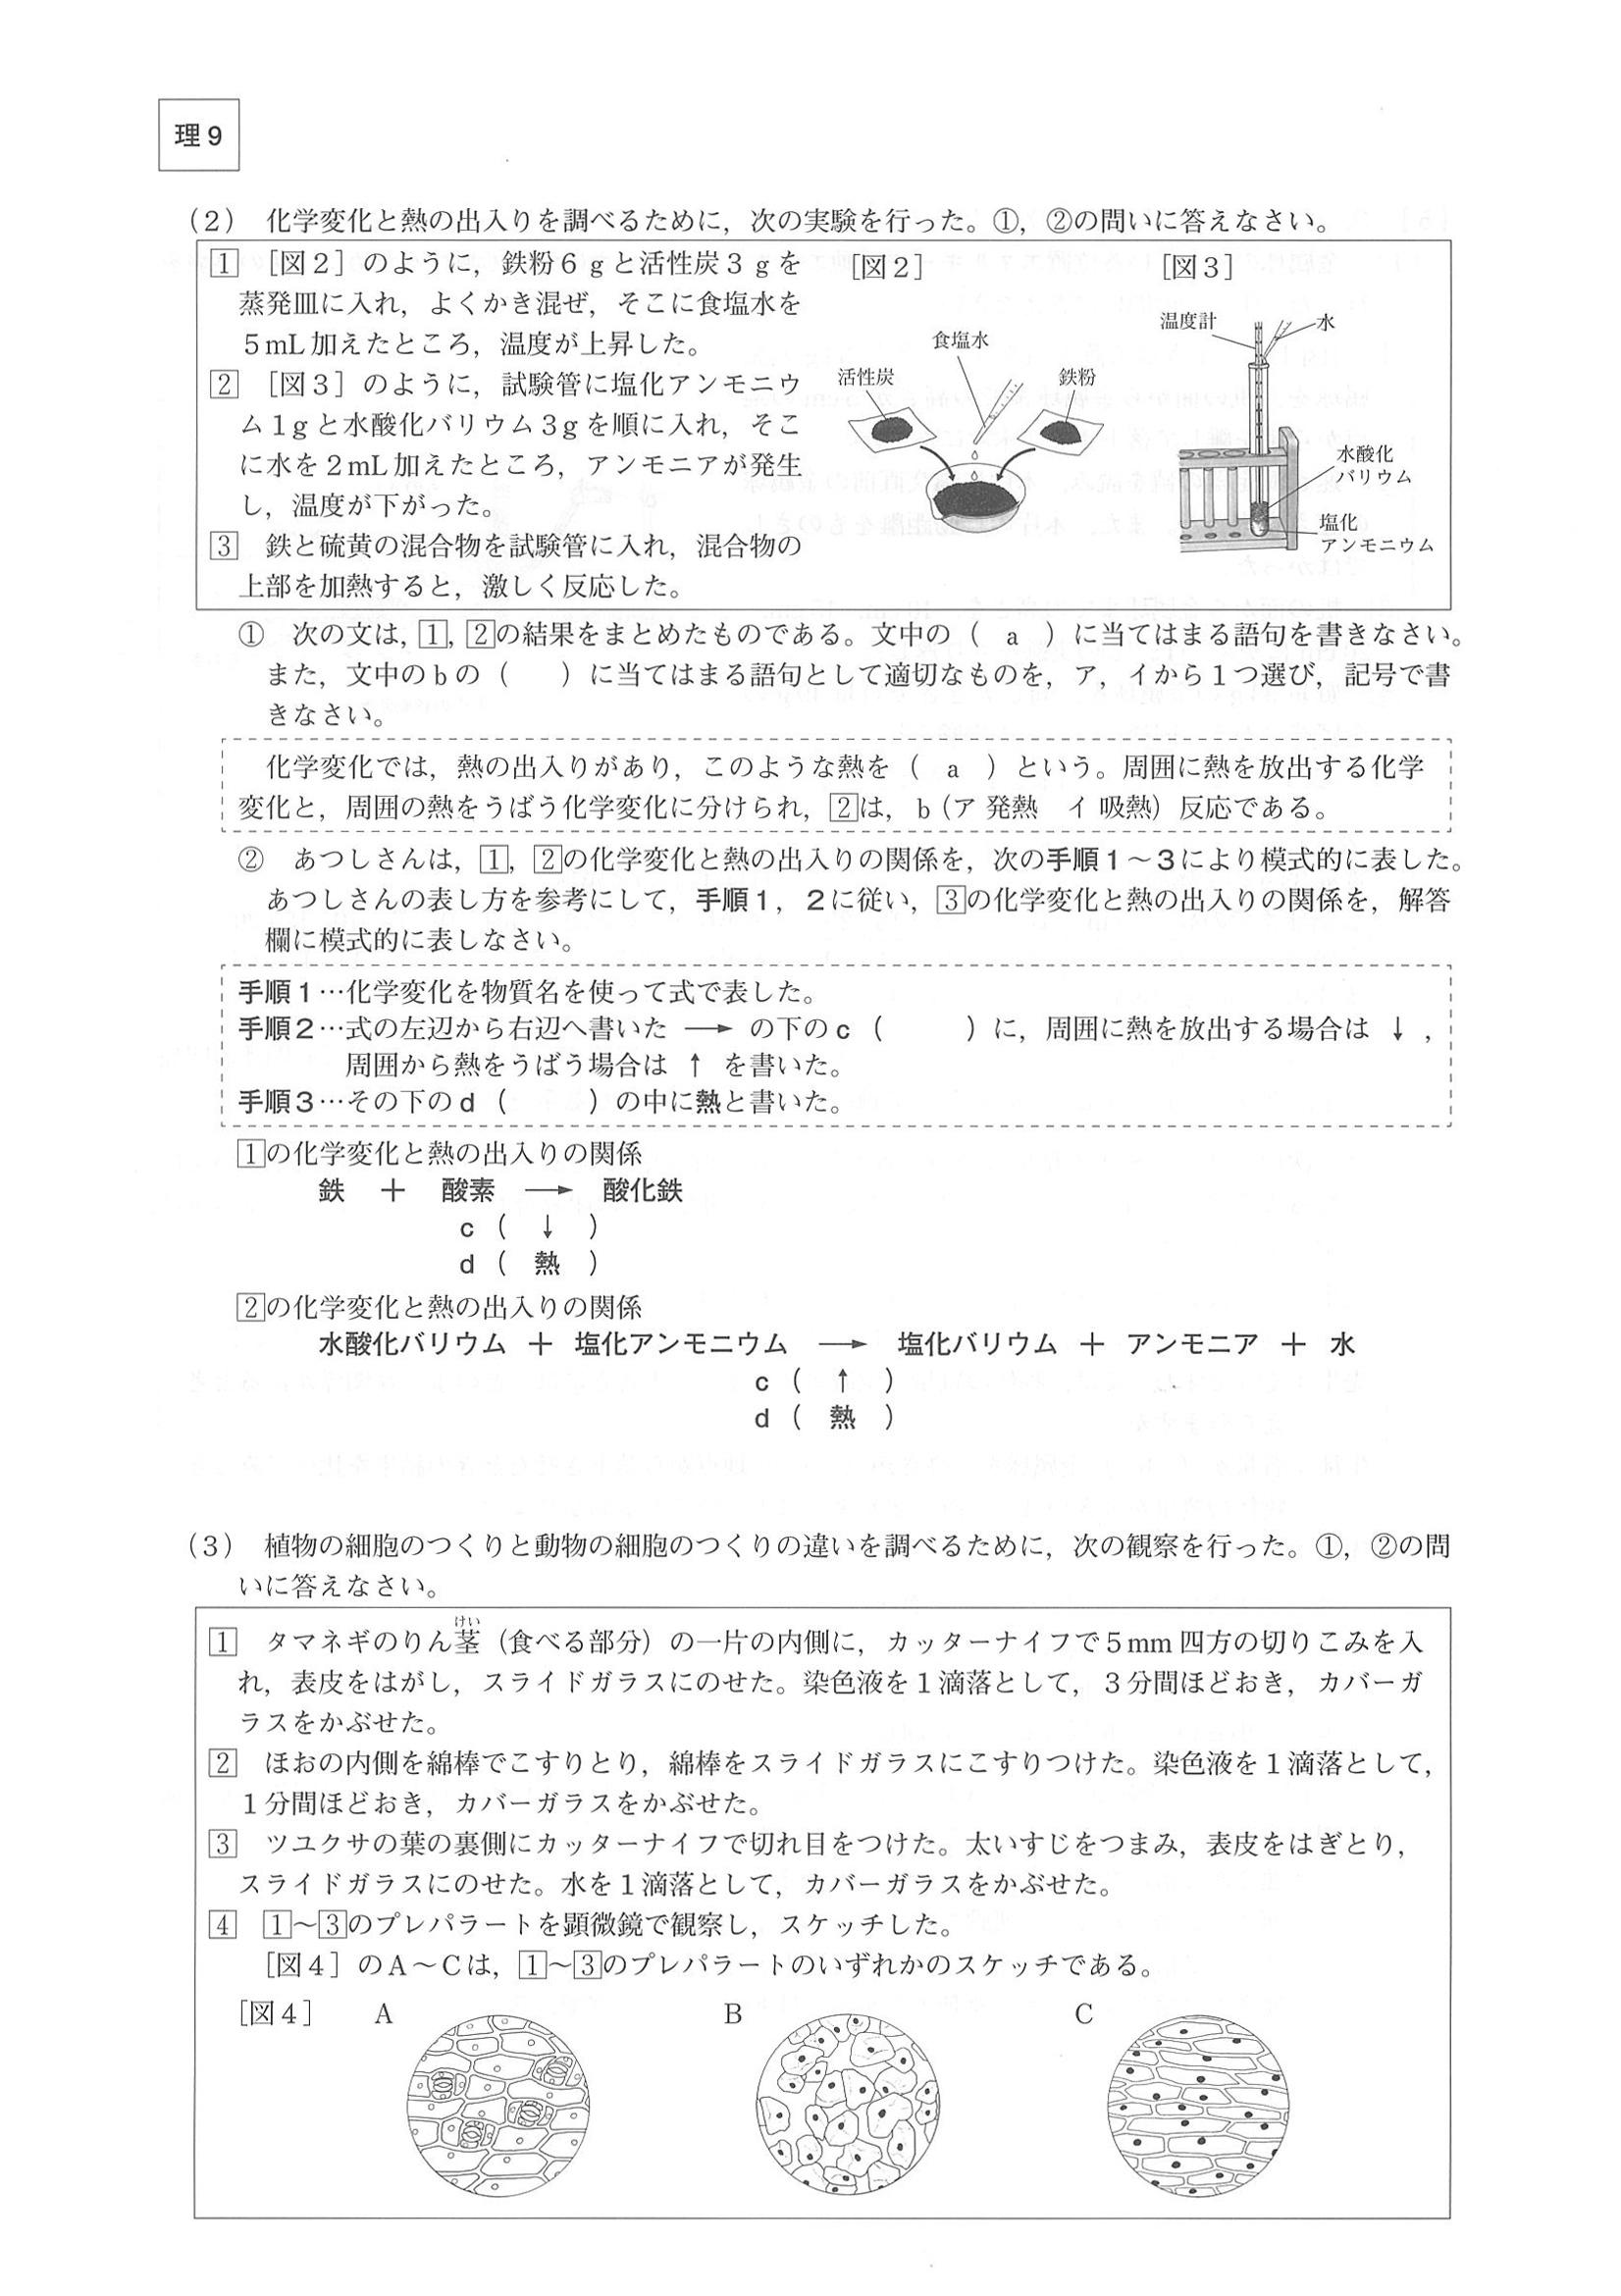 理9
(2) 化学変化と熱の出入りを調べるために，次の実験を行った。①，②の問いに答えなさい。
1 ［図2］のように，鉄粉6gと活性炭3gを
蒸発皿に入れ，よくかき混ぜ，そこに食塩水を
5mL加えたところ，温度が上昇した。
2 ［図3］のように，試験管に塩化アンモニウ
ム1gと水酸化バリウム3gを順に入れ，そこ
に水を2mL加えたところ，アンモニアが発生
し，温度が下がった。
3 鉄と硫黄の混合物を試験管に入れ，混合物の
上部を加熱すると，激しく反応した。
［図2］
食塩水
活性炭
鉄粉
［図3］
温度計
水
水酸化
バリウム
塩化
アンモニウム
① 次の文は，1，2の結果をまとめたものである。文中の（ a ）に当てはまる語句を書きなさい。
また，文中のbの（ ）に当てはまる語句として適切なものを，ア，イから1つ選び，記号で書
きなさい。
化学変化では，熱の出入りがあり，このような熱を（ a ）という。周囲に熱を放出する化学
変化と，周囲の熱をうばう化学変化に分けられ，2は，b（ア 発熱 イ 吸熱）反応である。
② あつしさんは，1，2の化学変化と熱の出入りの関係を，次の手順1～3により模式的に表した。
あつしさんの表し方を参考にして，手順1，2に従い，3の化学変化と熱の出入りの関係を，解答
欄に模式的に表しなさい。
手順1…化学変化を物質名を使って式で表した。
手順2…式の左辺から右辺へ書いた ⟶ の下のc（ ）に，周囲に熱を放出する場合は ↓，
周囲から熱をうばう場合は ↑ を書いた。
手順3…その下のd（ ）の中に熱と書いた。
1の化学変化と熱の出入りの関係
鉄 ＋ 酸素 ⟶ 酸化鉄
c（ ↓ ）
d（ 熱 ）
2の化学変化と熱の出入りの関係
水酸化バリウム ＋ 塩化アンモニウム ⟶ 塩化バリウム ＋ アンモニア ＋ 水
c（ ↑ ）
d（ 熱 ）
(3) 植物の細胞のつくりと動物の細胞のつくりの違いを調べるために，次の観察を行った。①，②の問
いに答えなさい。
けい
1 タマネギのりん茎（食べる部分）の一片の内側に，カッターナイフで5mm四方の切りこみを入
れ，表皮をはがし，スライドガラスにのせた。染色液を1滴落として，3分間ほどおき，カバーガ
ラスをかぶせた。
2 ほおの内側を綿棒でこすりとり，綿棒をスライドガラスにこすりつけた。染色液を1滴落として，
1分間ほどおき，カバーガラスをかぶせた。
3 ツユクサの葉の裏側にカッターナイフで切れ目をつけた。太いすじをつまみ，表皮をはぎとり，
スライドガラスにのせた。水を1滴落として，カバーガラスをかぶせた。
4 1～3のプレパラートを顕微鏡で観察し，スケッチした。
［図4］のA～Cは，1～3のプレパラートのいずれかのスケッチである。
［図4］ A B C